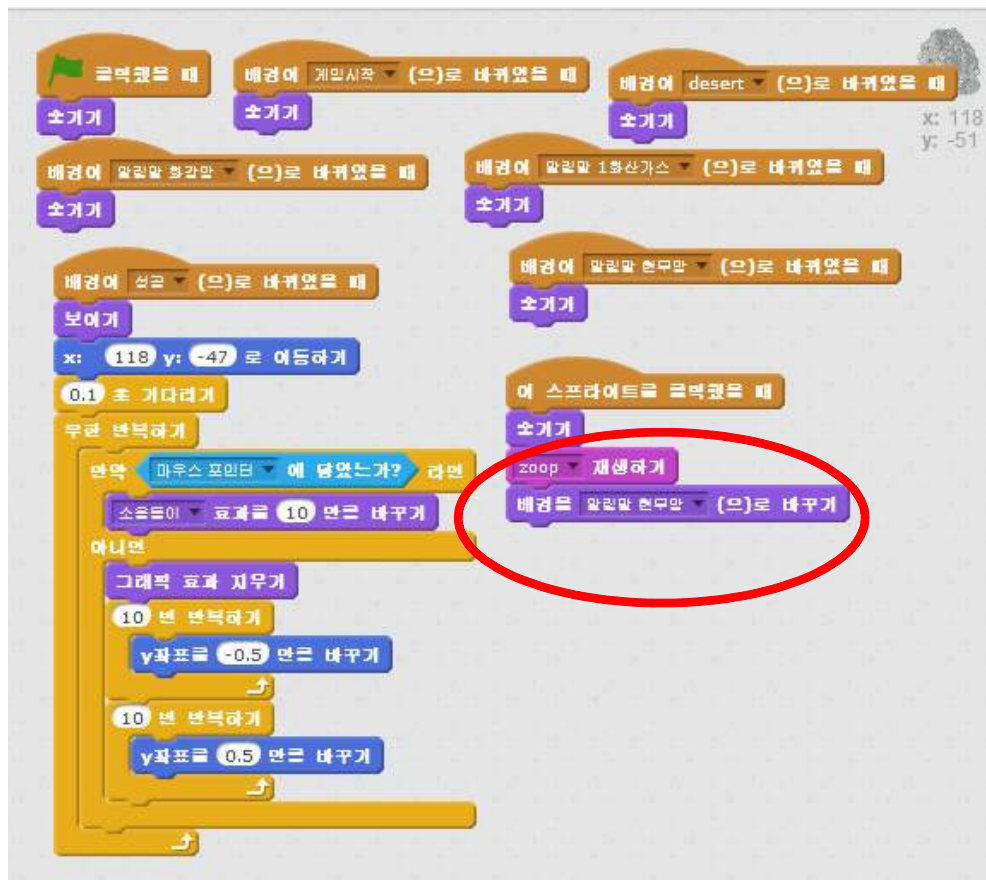 클릭했을 때
숨기기
배경이 게임시작 (으)로 바뀌었을 때
숨기기
배경이 desert (으)로 바뀌었을 때
숨기기
x: 118
y: -51
배경이 알림말 화강암 (으)로 바뀌었을 때
숨기기
배경이 알림말 1화산가스 (으)로 바뀌었을 때
숨기기
배경이 성공 (으)로 바뀌었을 때
보이기
x: 118 y: -47 로 이동하기
0.1 초 기다리기
무한 반복하기
만약 마우스 포인터 에 닿았는가? 라면
소용돌이 효과를 10 만큼 바꾸기
아니면
그래픽 효과 지우기
10 번 반복하기
y좌표를 -0.5 만큼 바꾸기
10 번 반복하기
y좌표를 0.5 만큼 바꾸기
배경이 알림말 현무암 (으)로 바뀌었을 때
숨기기
이 스프라이트를 클릭했을 때
숨기기
zoop 재생하기
배경을 알림말 현무암 (으)로 바꾸기